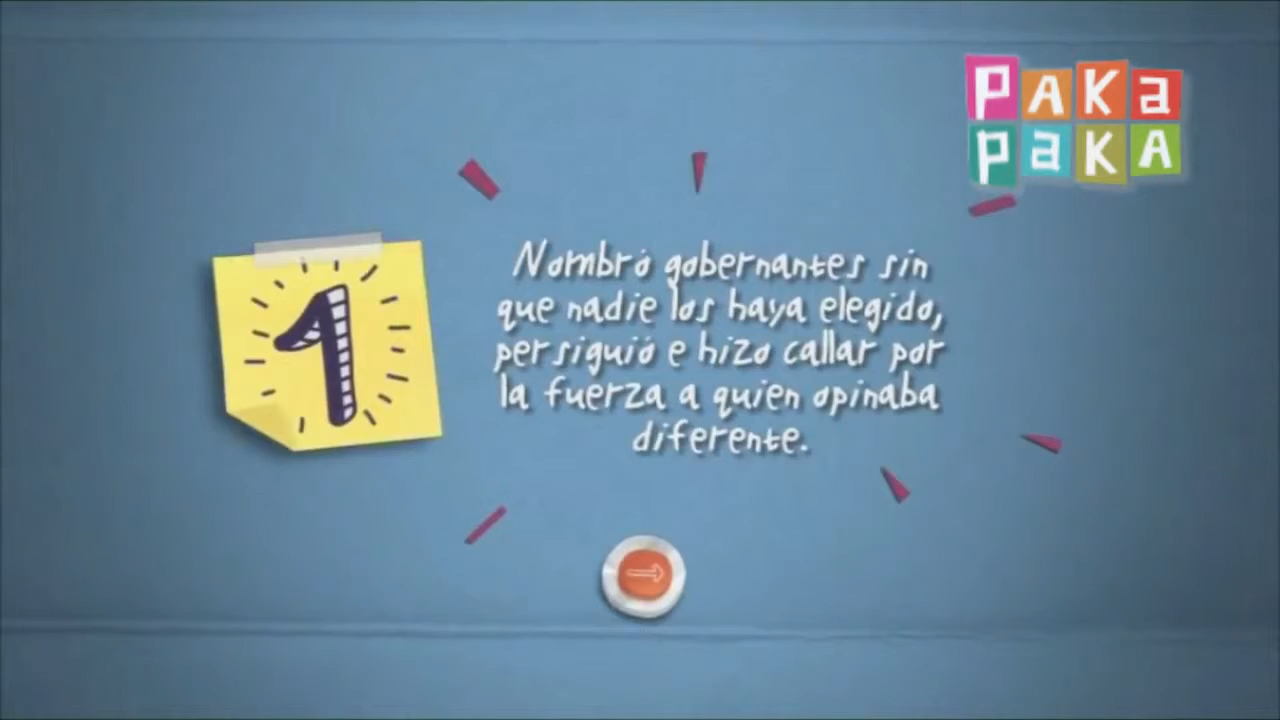 PAKA
PAKA
1
Nombró gobernantes sin
que nadie los haya elegido,
persiguió e hizo callar por
la fuerza a quien opinaba
diferente.